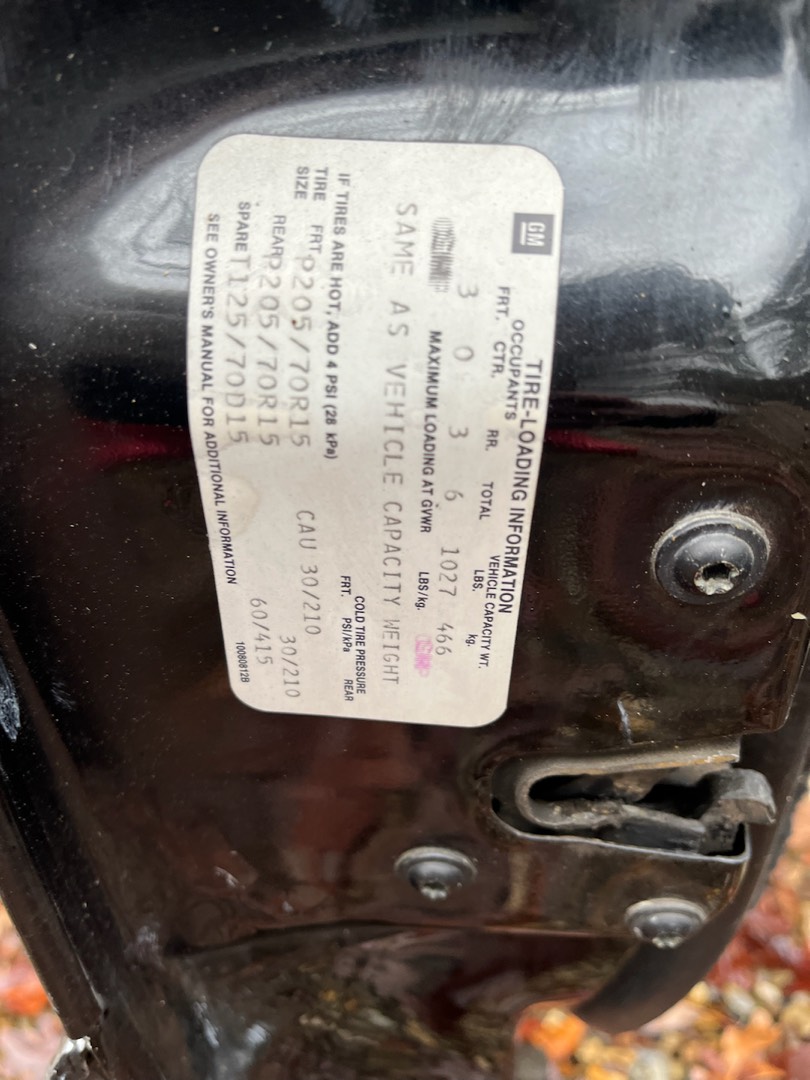 GM
TIRE-LOADING INFORMATION
OCCUPANTS VEHICLE CAPACITY WT.
FRT. CTR. RR. TOTAL LBS. kg.
3 0 3 6 1027 466
MAXIMUM LOADING AT GVWR LBS/kg.
SAME AS VEHICLE CAPACITY WEIGHT
COLD TIRE PRESSURE
IF TIRES ARE HOT, ADD 4 PSI (28 kPa) FRT. PSI/kPa REAR
TIRE SIZE FRT P205/70R15 CAU 30/210
REAR P205/70R15 30/210
SPARE T125/70D15 60/415
SEE OWNER'S MANUAL FOR ADDITIONAL INFORMATION 10080812B